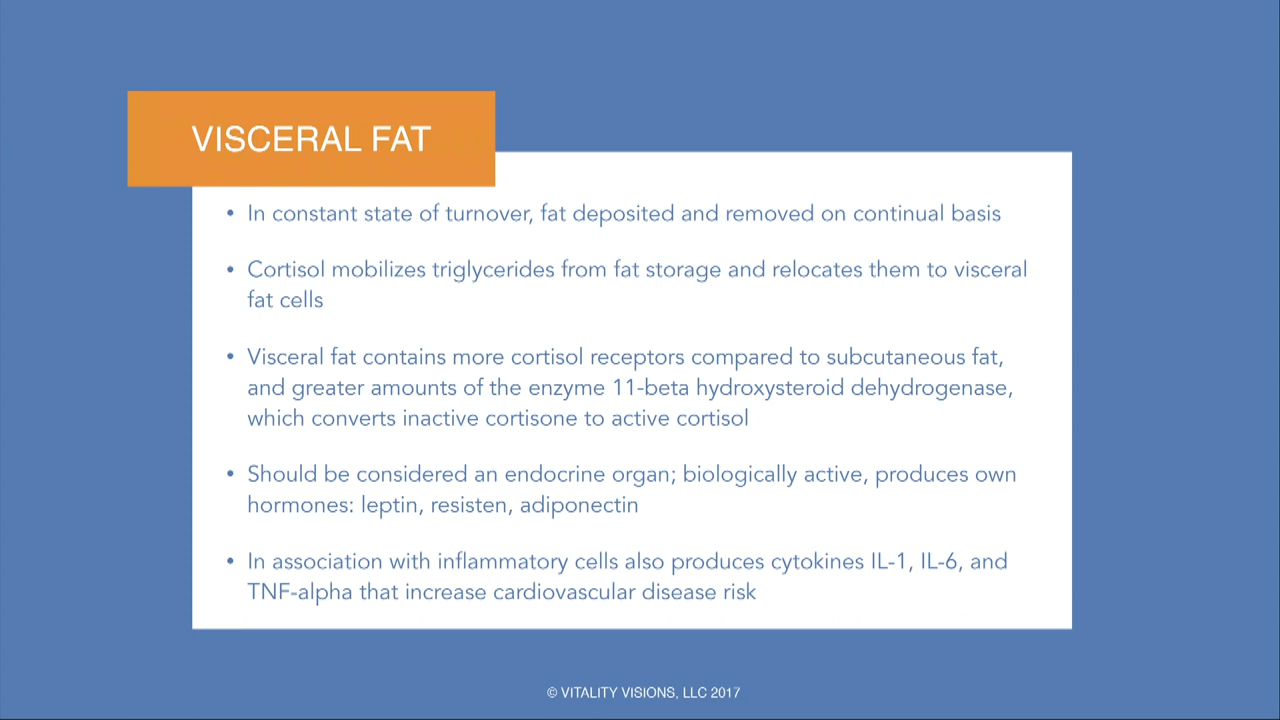 VISCERAL FAT
• In constant state of turnover, fat deposited and removed on continual basis
• Cortisol mobilizes triglycerides from fat storage and relocates them to visceral
fat cells
• Visceral fat contains more cortisol receptors compared to subcutaneous fat,
and greater amounts of the enzyme 11-beta hydroxysteroid dehydrogenase,
which converts inactive cortisone to active cortisol
• Should be considered an endocrine organ; biologically active, produces own
hormones: leptin, resisten, adiponectin
• In association with inflammatory cells also produces cytokines IL-1, IL-6, and
TNF-alpha that increase cardiovascular disease risk
© VITALITY VISIONS, LLC 2017